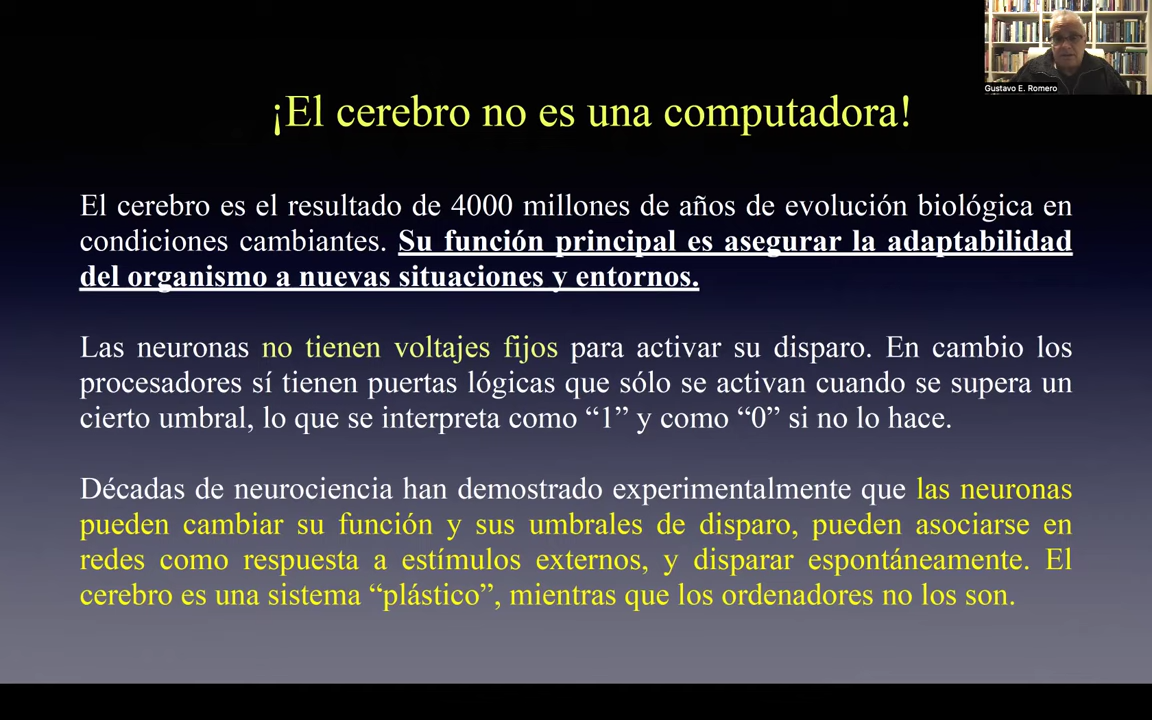 Gustavo E. Romero
¡El cerebro no es una computadora!
El cerebro es el resultado de 4000 millones de años de evolución biológica en
condiciones cambiantes. Su función principal es asegurar la adaptabilidad
del organismo a nuevas situaciones y entornos.
Las neuronas no tienen voltajes fijos para activar su disparo. En cambio los
procesadores sí tienen puertas lógicas que sólo se activan cuando se supera un
cierto umbral, lo que se interpreta como “1” y como “0” si no lo hace.
Décadas de neurociencia han demostrado experimentalmente que las neuronas
pueden cambiar su función y sus umbrales de disparo, pueden asociarse en
redes como respuesta a estímulos externos, y disparar espontáneamente. El
cerebro es una sistema “plástico”, mientras que los ordenadores no los son.